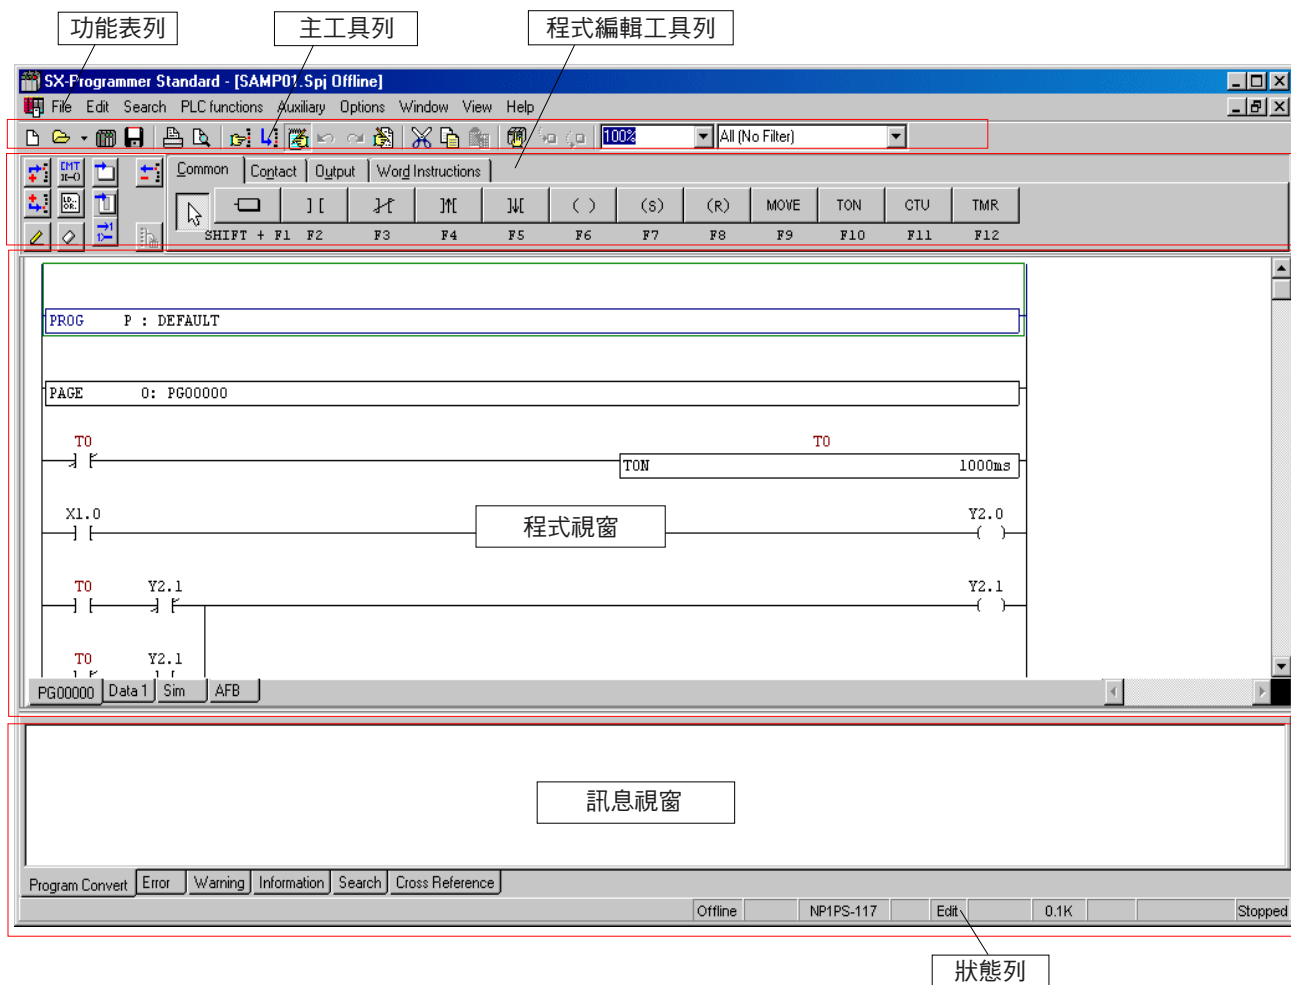 功能表列 主工具列 程式編輯工具列
SX-Programmer Standard - [SAMP01.Spj Offline]
File Edit Search PLC functions Auxiliary Options Window View Help
100% All (No Filter)
CMT
Common Contact Output Word Instructions
(S) (R) MOVE TON CTU TMR
SHIFT + F1 F2 F3 F4 F5 F6 F7 F8 F9 F10 F11 F12
PROG P : DEFAULT
PAGE 0: PG00000
T0 T0
TON 1000ms
X1.0 Y2.0
程式視窗
T0 Y2.1 Y2.1
T0 Y2.1
PG00000 Data 1 Sim AFB
訊息視窗
Program Convert Error Warning Information Search Cross Reference
Offline NP1PS-117 Edit 0.1K Stopped
狀態列